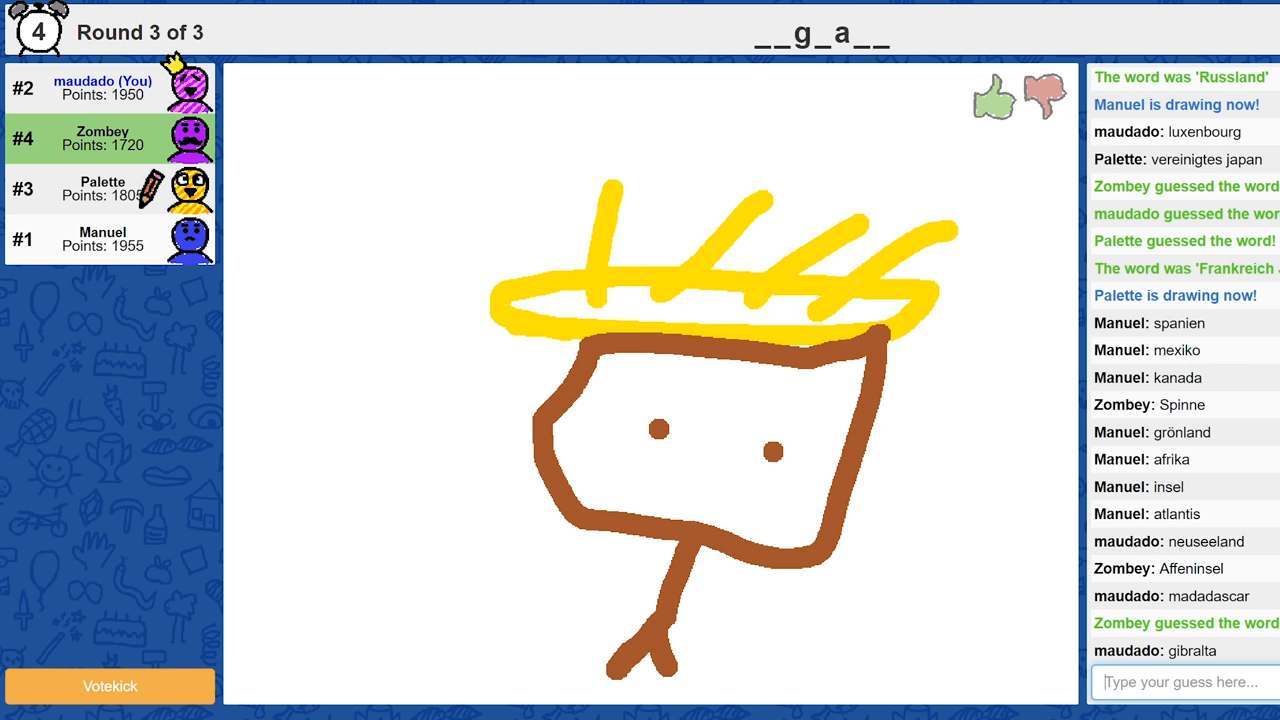 4
Round 3 of 3
__g_a__
#2
maudado (You)
Points: 1950
#4
Zombey
Points: 1720
#3
Palette
Points: 1805
#1
Manuel
Points: 1955
Votekick
The word was 'Russland'
Manuel is drawing now!
maudado: luxenbourg
Palette: vereinigtes japan
Zombey guessed the word
maudado guessed the wor
Palette guessed the word!
The word was 'Frankreich
Palette is drawing now!
Manuel: spanien
Manuel: mexiko
Manuel: kanada
Zombey: Spinne
Manuel: grönland
Manuel: afrika
Manuel: insel
Manuel: atlantis
maudado: neuseeland
Zombey: Affeninsel
maudado: madadascar
Zombey guessed the word
maudado: gibralta
Type your guess here...